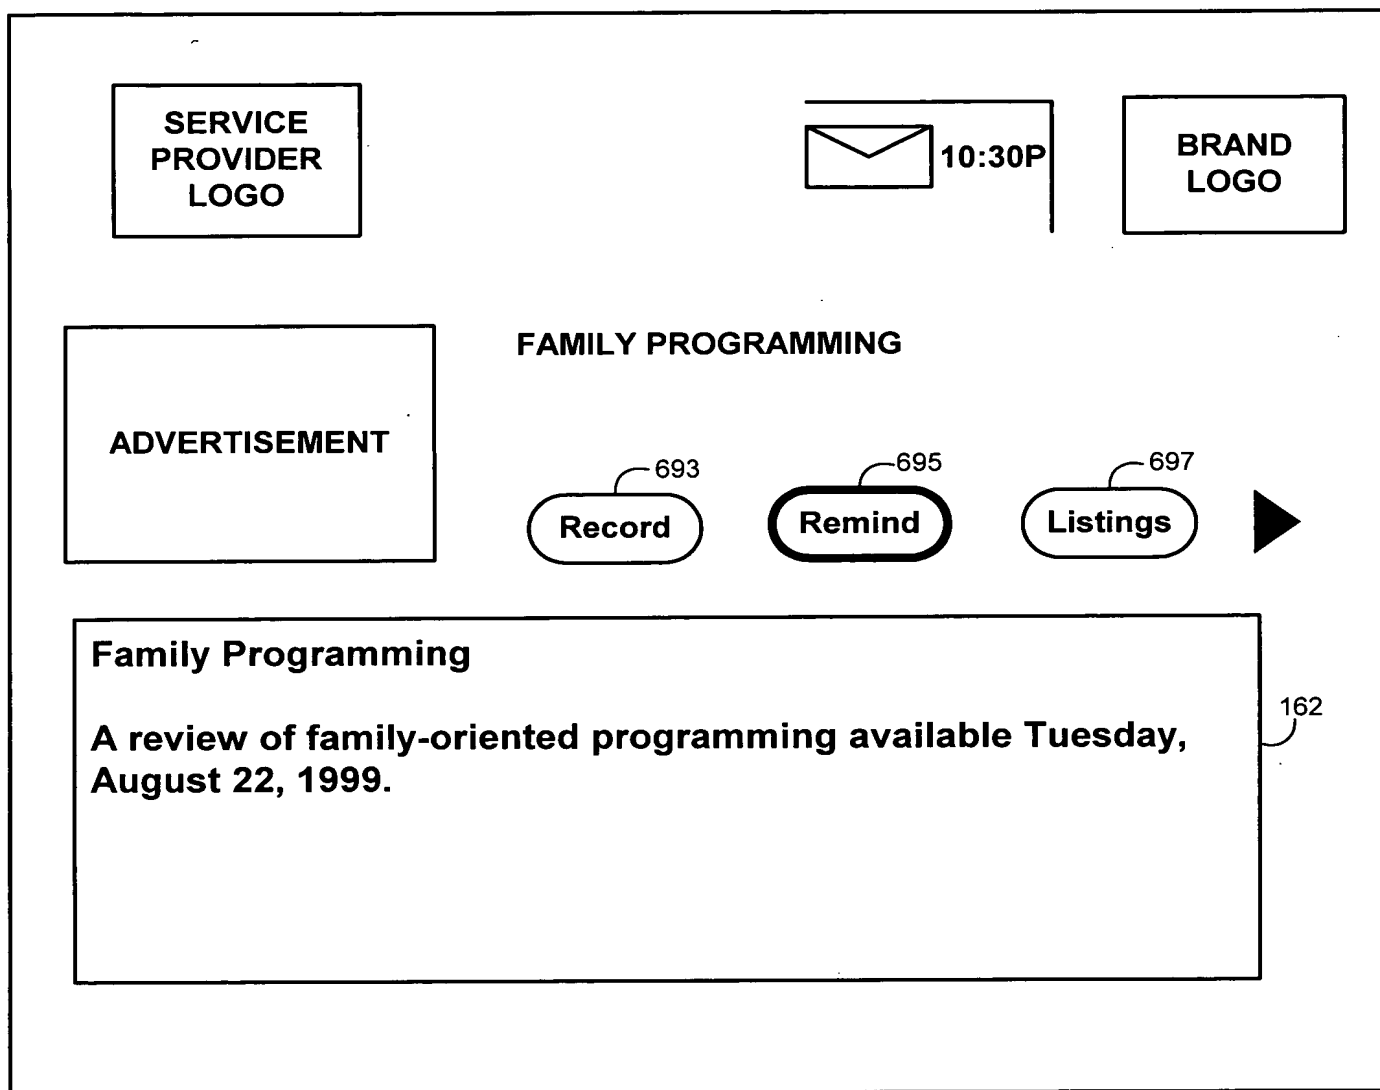 SERVICE
PROVIDER
LOGO
10:30P
BRAND
LOGO
ADVERTISEMENT
FAMILY PROGRAMMING
693
695
697
Record
Remind
Listings
Family Programming
A review of family-oriented programming available Tuesday,
August 22, 1999.
162